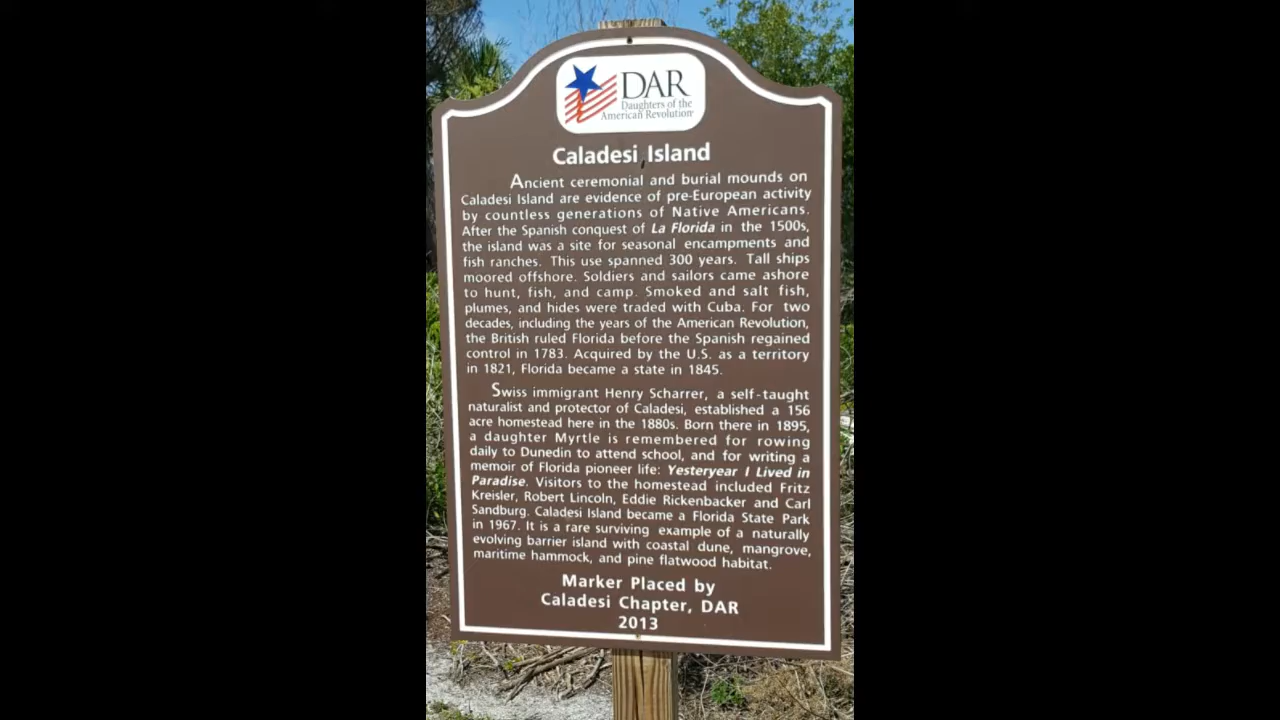 DAR
Daughters of the
American Revolution
Caladesi Island
Ancient ceremonial and burial mounds on
Caladesi Island are evidence of pre-European activity
by countless generations of Native Americans.
After the Spanish conquest of La Florida in the 1500s,
the island was a site for seasonal encampments and
fish ranches. This use spanned 300 years. Tall ships
moored offshore. Soldiers and sailors came ashore
to hunt, fish, and camp. Smoked and salt fish,
plumes, and hides were traded with Cuba. For two
decades, including the years of the American Revolution,
the British ruled Florida before the Spanish regained
control in 1783. Acquired by the U.S. as a territory
in 1821, Florida became a state in 1845.
Swiss immigrant Henry Scharrer, a self-taught
naturalist and protector of Caladesi, established a 156
acre homestead here in the 1880s. Born there in 1895,
a daughter Myrtle is remembered for rowing
daily to Dunedin to attend school, and for writing a
memoir of Florida pioneer life: Yesteryear I Lived in
Paradise. Visitors to the homestead included Fritz
Kreisler, Robert Lincoln, Eddie Rickenbacker and Carl
Sandburg. Caladesi Island became a Florida State Park
in 1967. It is a rare surviving example of a naturally
evolving barrier island with coastal dune, mangrove,
maritime hammock, and pine flatwood habitat.
Marker Placed by
Caladesi Chapter, DAR
2013